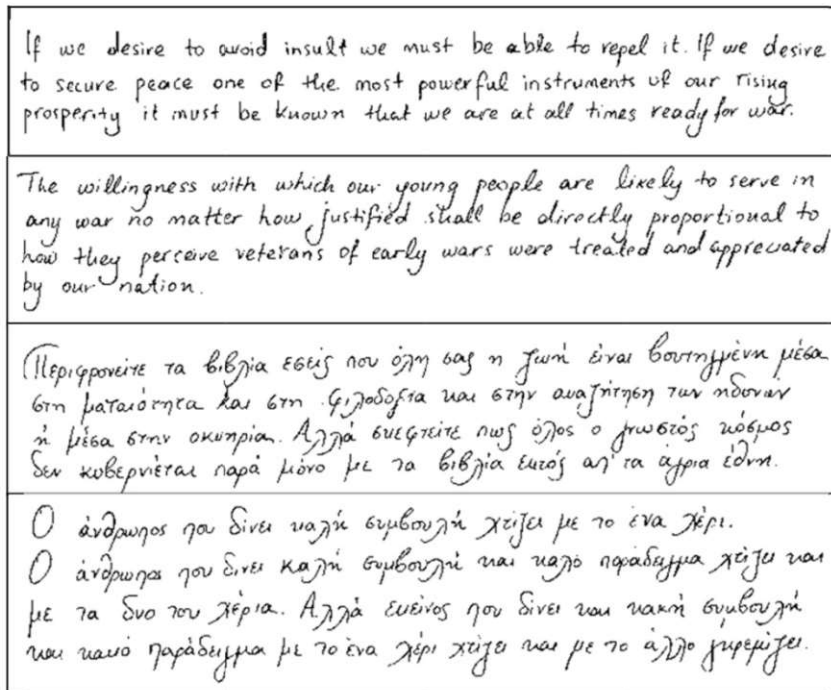 If we desire to avoid insult we must be able to repel it. If we desire
to secure peace one of the most powerful instruments of our rising
prosperity it must be known that we are at all times ready for war.
The willingness with which our young people are likely to serve in
any war no matter how justified shall be directly proportional to
how they perceive veterans of early wars were treated and appreciated
by our nation.
Περιφρονείτε τα βιβλία εσείς που όλη σας η ζωή είναι βουτηγμένη μέσα
στη ματαιότητα και στη φιλοδοξία και στην αναζήτηση των ηδονών
ή μέσα στην οκνηρία. Αλλά σκεφτείτε πως όλος ο γνωστός κόσμος
δεν κυβερνιέται παρά μόνο με τα βιβλία εκτός απ' τα άγρια έθνη.
Ο άνθρωπος που δίνει καλή συμβουλή χτίζει με το ένα χέρι.
Ο άνθρωπος που δινει καλή συμβουλή και καλό παράδειγμα χτίζει και
με τα δυο του χέρια. Αλλά εκείνος που δίνει και κακή συμβουλή
και κακό παράδειγμα με το ένα χέρι χτίζει και με το άλλο γκρεμίζει.